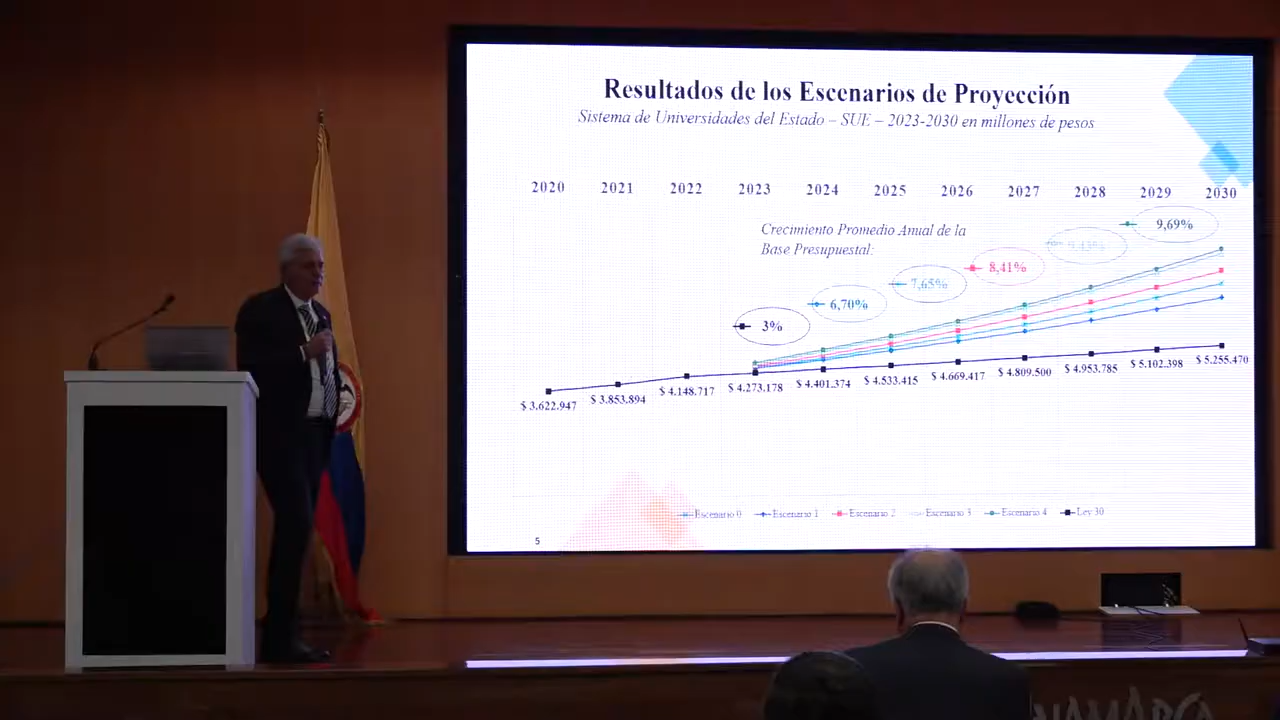 Resultados de los Escenarios de Proyección
Sistema de Universidades del Estado – SUE – 2023-2030 en millones de pesos
2020 2021 2022 2023 2024 2025 2026 2027 2028 2029 2030
Crecimiento Promedio Anual de la
Base Presupuestal:
3% 6,70% 7,65% 8,41% 9,43% 9,69%
$ 3.622.947 $ 3.853.894 $ 4.148.717 $ 4.273.178 $ 4.401.374 $ 4.533.415 $ 4.669.417 $ 4.809.500 $ 4.953.785 $ 5.102.398 $ 5.255.470
Escenario 0 Escenario 1 Escenario 2 Escenario 3 Escenario 4 Ley 30
5